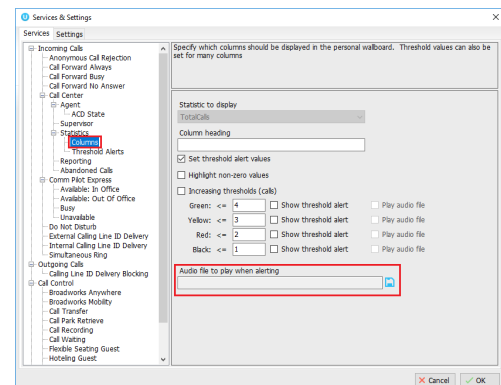 Services & Settings
Services Settings
Incoming Calls
Anonymous Call Rejection
Call Forward Always
Call Forward Busy
Call Forward No Answer
Call Center
Agent
ACD State
Supervisor
Statistics
Columns
Threshold Alerts
Reporting
Abandoned Calls
Comm Pilot Express
Available: In Office
Available: Out Of Office
Busy
Unavailable
Do Not Disturb
External Calling Line ID Delivery
Internal Calling Line ID Delivery
Simultaneous Ring
Outgoing Calls
Calling Line ID Delivery Blocking
Call Control
Broadworks Anywhere
Broadworks Mobility
Call Transfer
Call Park Retrieve
Call Recording
Call Waiting
Flexible Seating Guest
Hoteling Guest
Specify which columns should be displayed in the personal wallboard. Threshold values can also be
set for many columns
Statistic to display
TotalCalls
Column heading
Set threshold alert values
Highlight non-zero values
Increasing thresholds (calls)
Green: <= 4 Show threshold alert Play audio file
Yellow: <= 3 Show threshold alert Play audio file
Red: <= 2 Show threshold alert Play audio file
Black: <= 1 Show threshold alert Play audio file
Audio file to play when alerting
Cancel OK